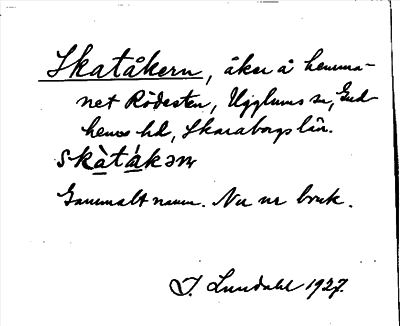 Skatåkern, åker å hemma-
net Rödesten, Ugglums sn, Gud-
hems hd, Skaraborgs län.
skàtákəɳ
Gammalt namn. Nu ur bruk.
J. Lundahl 1927.